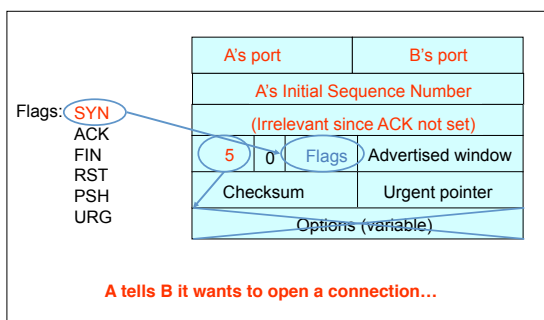 A's port B's port
A's Initial Sequence Number
Flags: SYN
(Irrelevant since ACK not set)
ACK
FIN
RST
PSH
URG
5 0 Flags Advertised window
Checksum Urgent pointer
Options (variable)
A tells B it wants to open a connection…